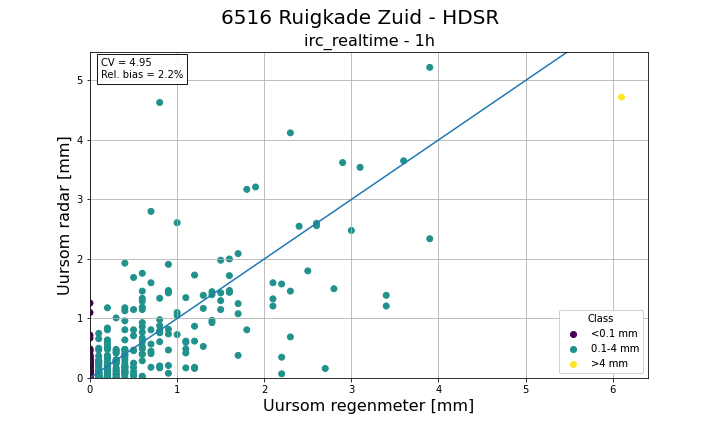 6516 Ruigkade Zuid - HDSR
irc_realtime - 1h
CV = 4.95
Rel. bias = 2.2%
Uursom radar [mm]
5
4
3
2
1
0
0 1 2 3 4 5 6
Uursom regenmeter [mm]
Class
<0.1 mm
0.1-4 mm
>4 mm